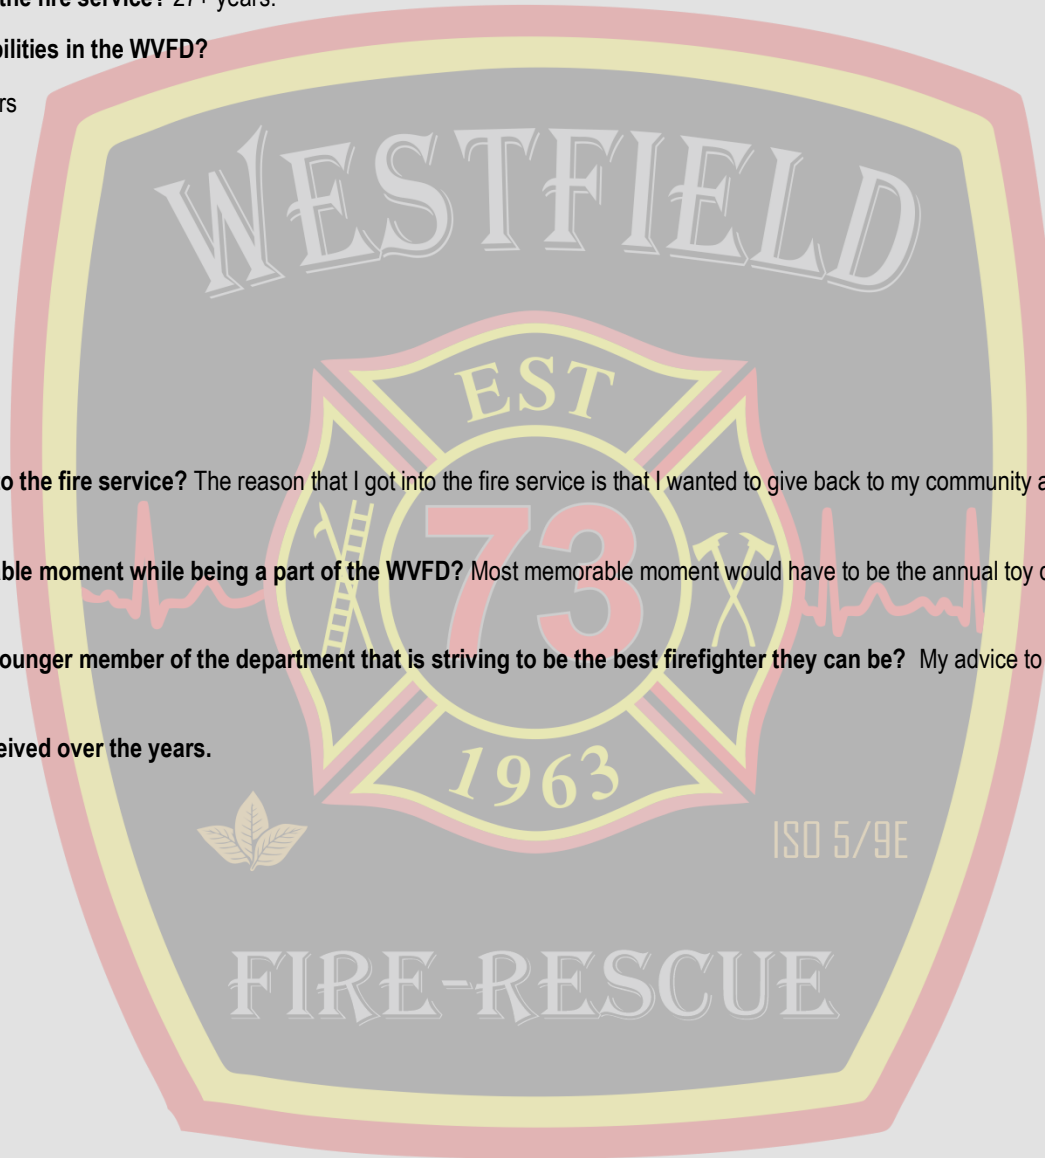 the fire service? 27+ years.
bilities in the WVFD?
rs
WESTFIELD
EST
o the fire service? The reason that I got into the fire service is that I wanted to give back to my community a
73
ble moment while being a part of the WVFD? Most memorable moment would have to be the annual toy d
ounger member of the department that is striving to be the best firefighter they can be? My advice to
eived over the years.
1963
ISO 5/9E
FIRE-RESCUE